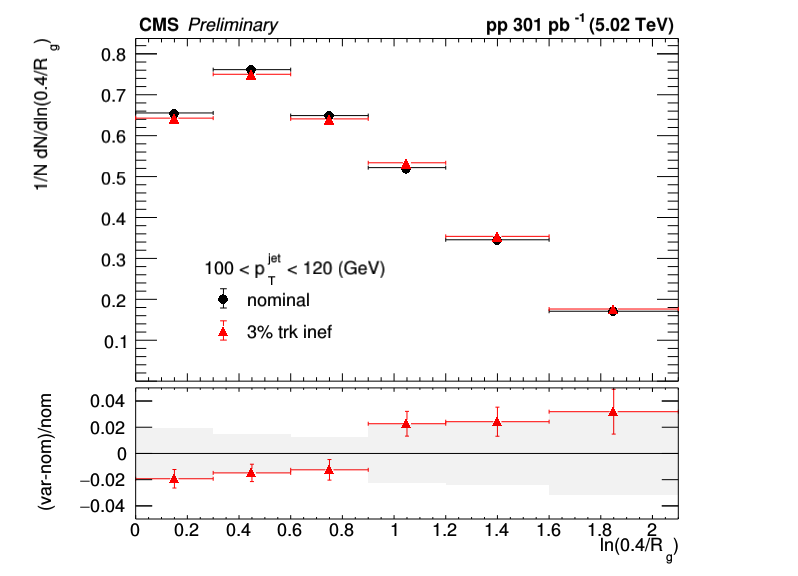 CMS Preliminary pp 301 pb⁻¹ (5.02 TeV)
1/N dN/dln(0.4/R_g)
0.8
0.7
0.6
0.5
0.4
0.3
0.2
0.1
100 < p_T^jet < 120 (GeV)
nominal
3% trk inef
(var-nom)/nom
0.04
0.02
0
−0.02
−0.04
0 0.2 0.4 0.6 0.8 1 1.2 1.4 1.6 1.8 2
ln(0.4/R_g)